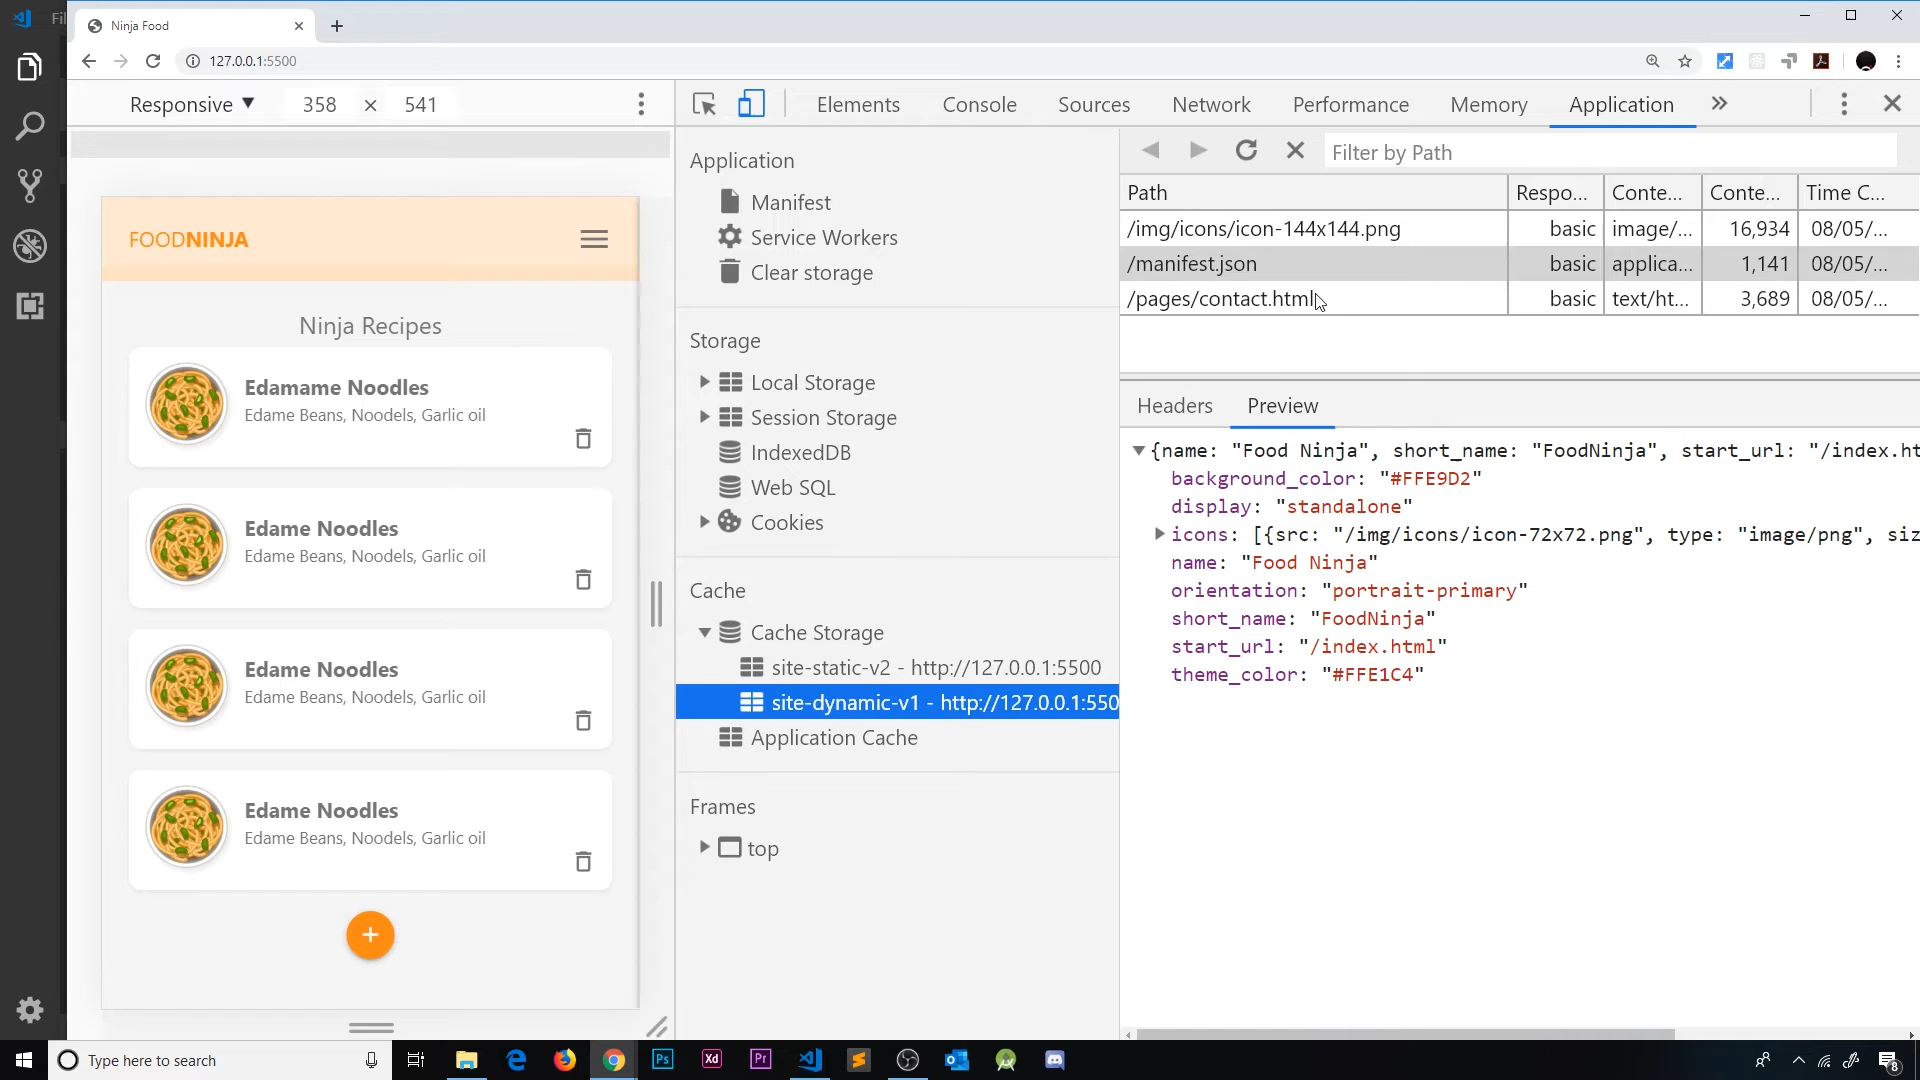 Fil
Ninja Food
127.0.0.1:5500
Responsive ▼ 358 × 541
Elements Console Sources Network Performance Memory Application
FOODNINJA
Ninja Recipes
Edamame Noodles
Edame Beans, Noodels, Garlic oil
Edame Noodles
Edame Beans, Noodels, Garlic oil
Edame Noodles
Edame Beans, Noodels, Garlic oil
Edame Noodles
Edame Beans, Noodels, Garlic oil
+
Application
Manifest
Service Workers
Clear storage
Storage
Local Storage
Session Storage
IndexedDB
Web SQL
Cookies
Cache
Cache Storage
site-static-v2 - http://127.0.0.1:5500
site-dynamic-v1 - http://127.0.0.1:550
Application Cache
Frames
top
Filter by Path
Path Respo... Conte... Conte... Time C...
/img/icons/icon-144x144.png basic image/... 16,934 08/05/...
/manifest.json basic applica... 1,141 08/05/...
/pages/contact.html basic text/ht... 3,689 08/05/...
Headers Preview
{name: "Food Ninja", short_name: "FoodNinja", start_url: "/index.ht
background_color: "#FFE9D2"
display: "standalone"
icons: [{src: "/img/icons/icon-72x72.png", type: "image/png", siz
name: "Food Ninja"
orientation: "portrait-primary"
short_name: "FoodNinja"
start_url: "/index.html"
theme_color: "#FFE1C4"
Type here to search
Ps Xd Pr
8